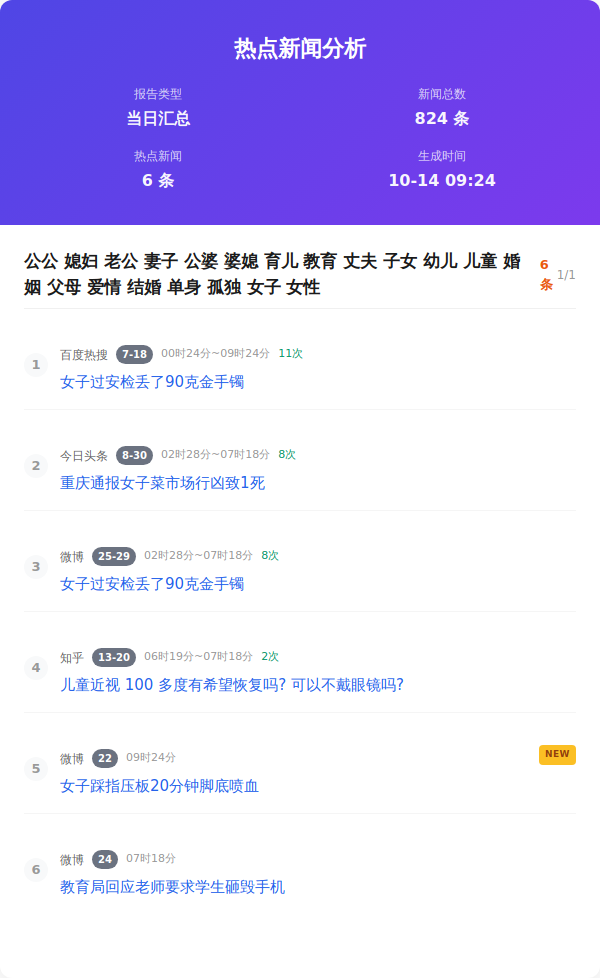 热点新闻分析
报告类型
新闻总数
当日汇总
824 条
热点新闻
生成时间
6 条
10-14 09:24
公公 媳妇 老公 妻子 公婆 婆媳 育儿 教育 丈夫 子女 幼儿 儿童 婚
姻 父母 爱情 结婚 单身 孤独 女子 女性
6
条
1/1
1
百度热搜 7-18 00时24分~09时24分 11次
女子过安检丢了90克金手镯
2
今日头条 8-30 02时28分~07时18分 8次
重庆通报女子菜市场行凶致1死
3
微博 25-29 02时28分~07时18分 8次
女子过安检丢了90克金手镯
4
知乎 13-20 06时19分~07时18分 2次
儿童近视 100 多度有希望恢复吗? 可以不戴眼镜吗?
5
微博 22 09时24分
NEW
女子踩指压板20分钟脚底喷血
6
微博 24 07时18分
教育局回应老师要求学生砸毁手机